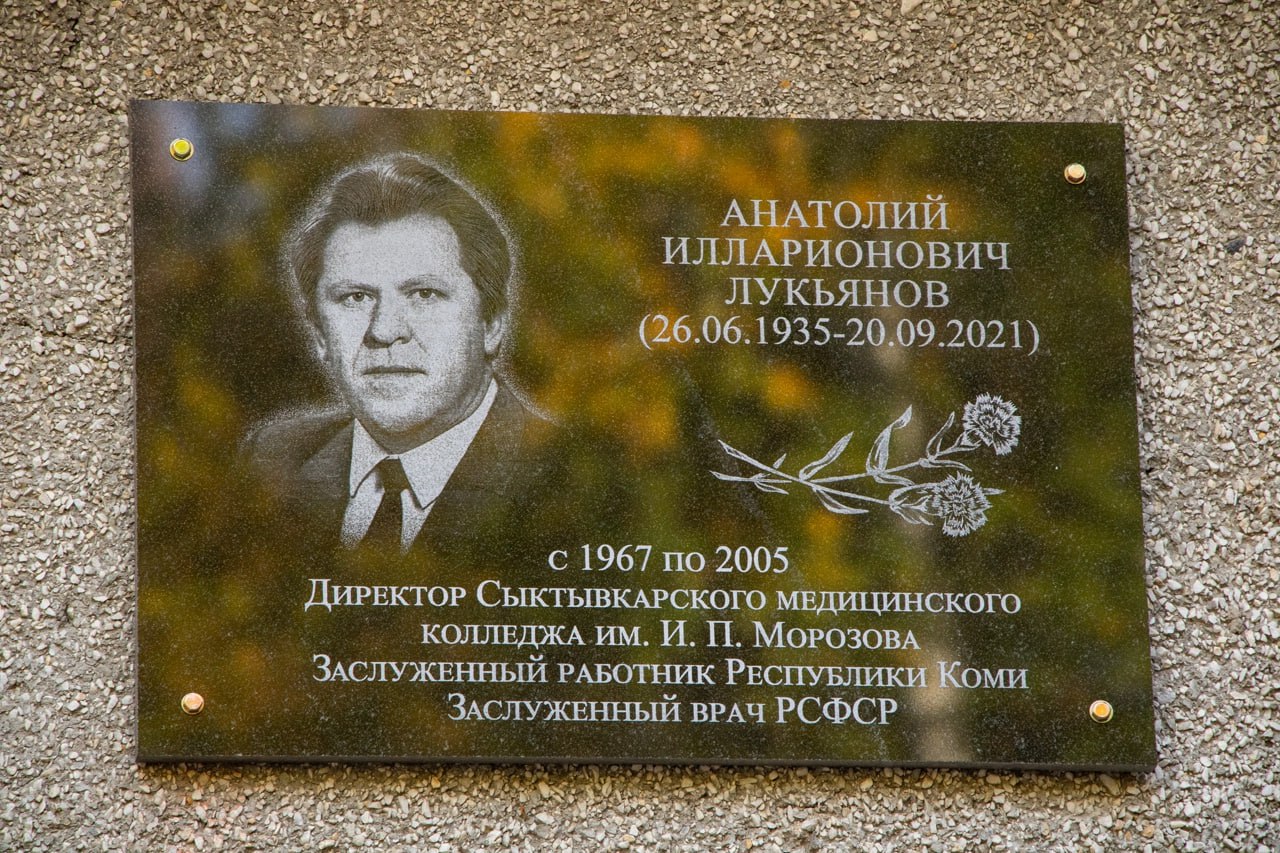 АНАТОЛИЙ
ИЛЛАРИОНОВИЧ
ЛУКЬЯНОВ
(26.06.1935-20.09.2021)
с 1967 по 2005
Директор Сыктывкарского медицинского
колледжа им. И. П. Морозова
Заслуженный работник Республики Коми
Заслуженный врач РСФСР